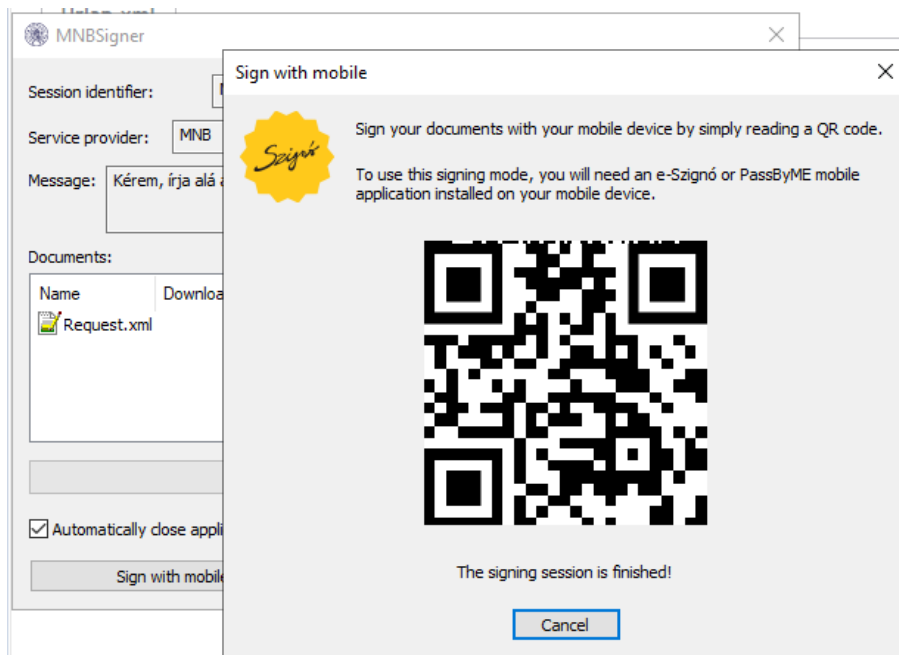 MNBSigner
Session identifier:
Service provider: MNB
Message: Kérem, írja alá
Documents:
Name
Request.xml
Automatically close
Sign with mobile
Sign with mobile
Szignó
Sign your documents with your mobile device by simply reading a QR code.
To use this signing mode, you will need an e-Szignó or PassByME mobile
application installed on your mobile device.
The signing session is finished!
Cancel